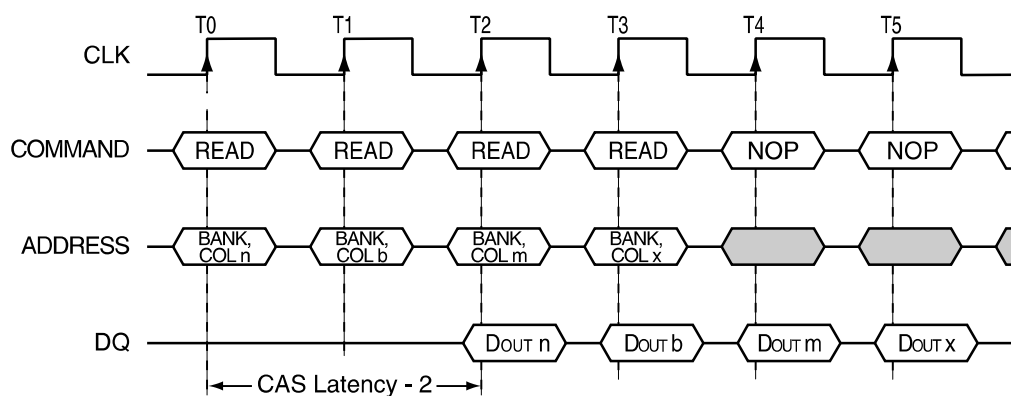 T0 T1 T2 T3 T4 T5
CLK
COMMAND READ READ READ READ NOP NOP
ADDRESS BANK, COL n BANK, COL b BANK, COL m BANK, COL x
DQ DOUT n DOUT b DOUT m DOUT x
CAS Latency - 2